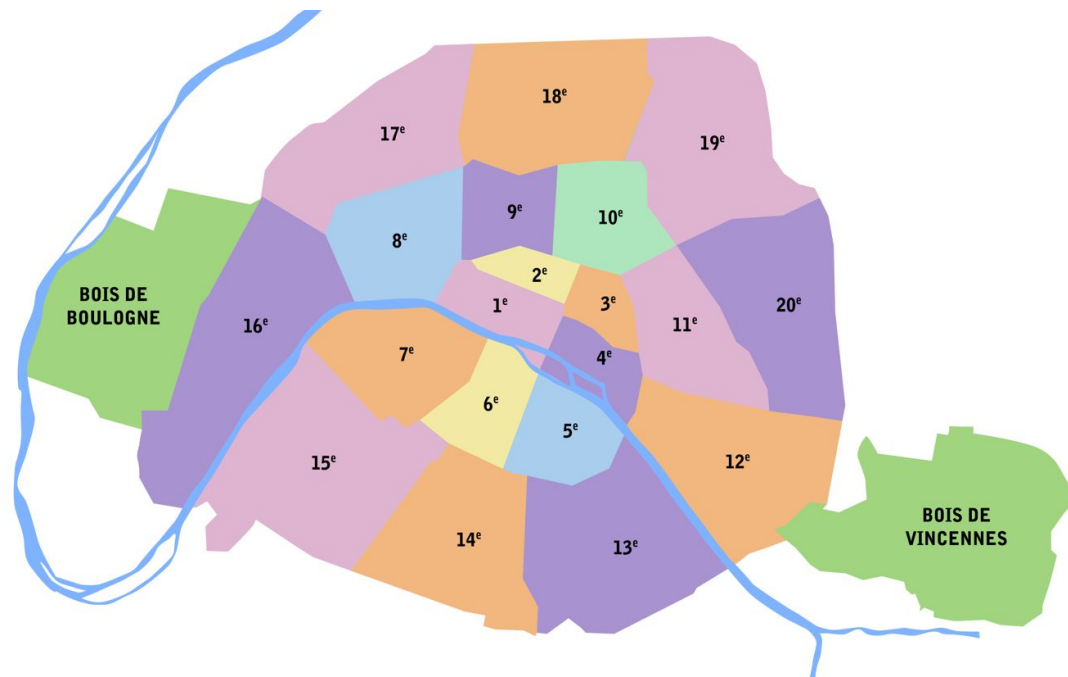 18ᵉ
17ᵉ
19ᵉ
9ᵉ
10ᵉ
8ᵉ
2ᵉ
BOIS DE
BOULOGNE
1ᵉ
3ᵉ
20ᵉ
16ᵉ
11ᵉ
7ᵉ
4ᵉ
6ᵉ
5ᵉ
15ᵉ
12ᵉ
BOIS DE
VINCENNES
14ᵉ
13ᵉ